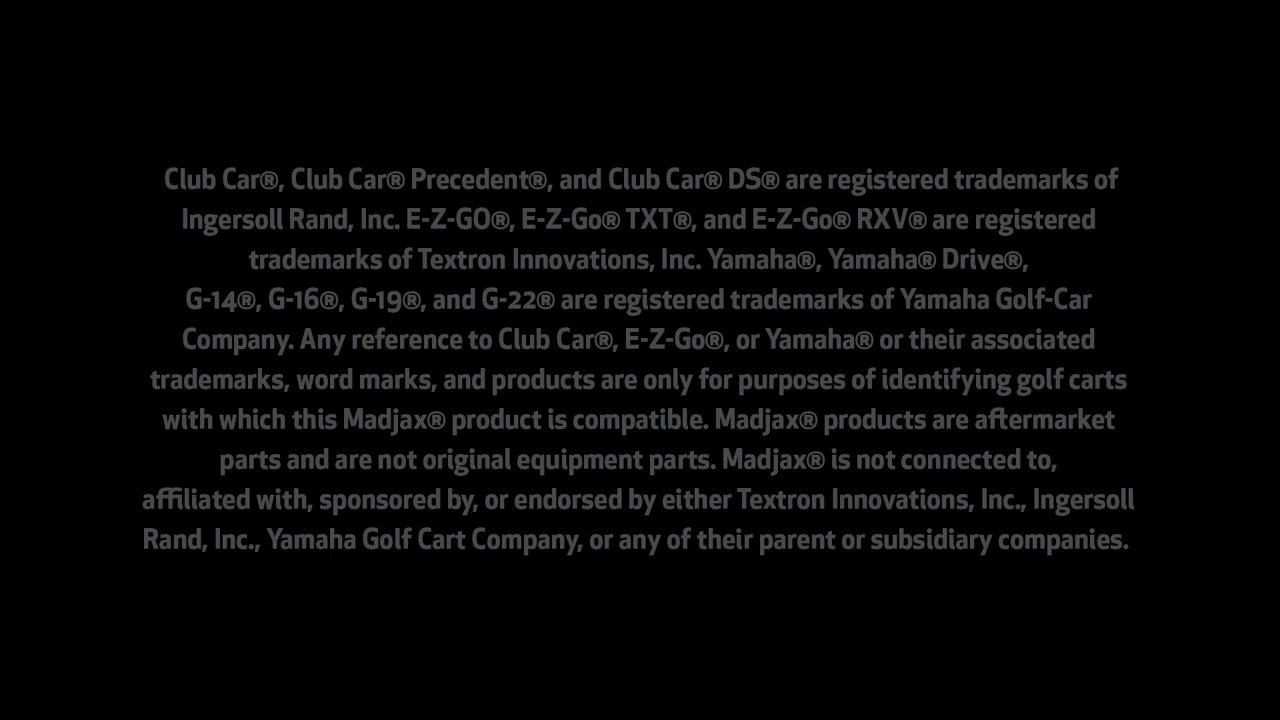 Club Car®, Club Car® Precedent®, and Club Car® DS® are registered trademarks of
Ingersoll Rand, Inc. E-Z-GO®, E-Z-Go® TXT®, and E-Z-Go® RXV® are registered
trademarks of Textron Innovations, Inc. Yamaha®, Yamaha® Drive®,
G-14®, G-16®, G-19®, and G-22® are registered trademarks of Yamaha Golf-Car
Company. Any reference to Club Car®, E-Z-Go®, or Yamaha® or their associated
trademarks, word marks, and products are only for purposes of identifying golf carts
with which this Madjax® product is compatible. Madjax® products are aftermarket
parts and are not original equipment parts. Madjax® is not connected to,
affiliated with, sponsored by, or endorsed by either Textron Innovations, Inc., Ingersoll
Rand, Inc., Yamaha Golf Cart Company, or any of their parent or subsidiary companies.